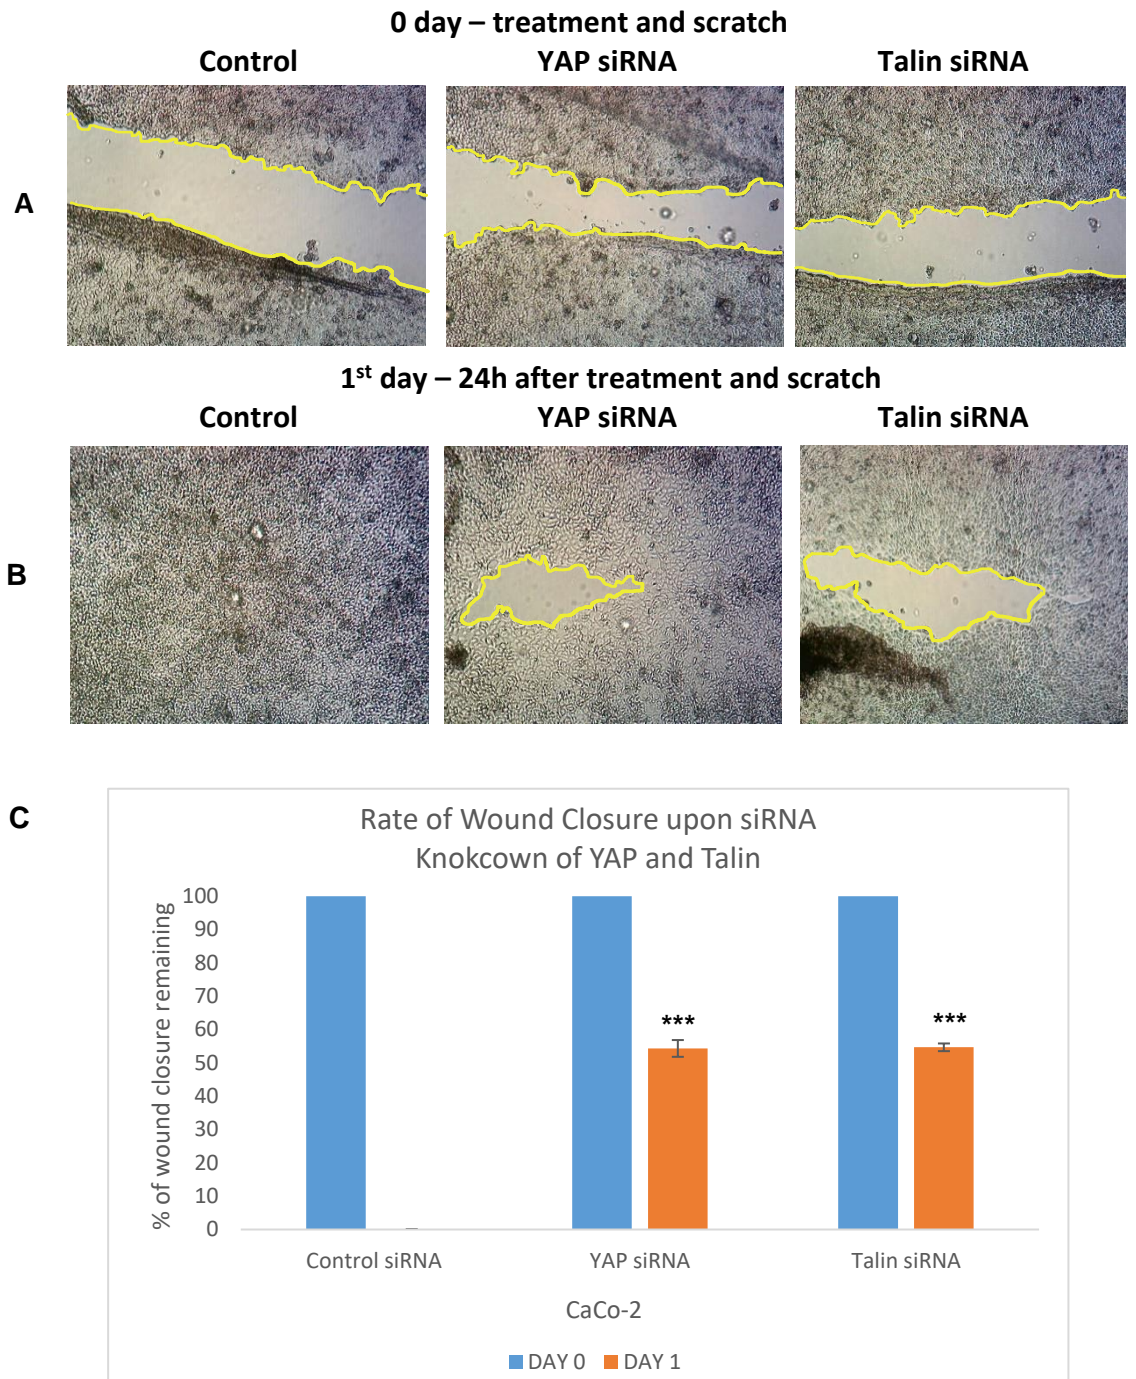 0 day – treatment and scratch
Control YAP siRNA Talin siRNA
A
1st day – 24h after treatment and scratch
Control YAP siRNA Talin siRNA
B
C
Rate of Wound Closure upon siRNA
Knokcown of YAP and Talin
% of wound closure remaining
100
90
80
70
60
50
40
30
20
10
0
***
***
Control siRNA YAP siRNA Talin siRNA
CaCo-2
DAY 0 DAY 1